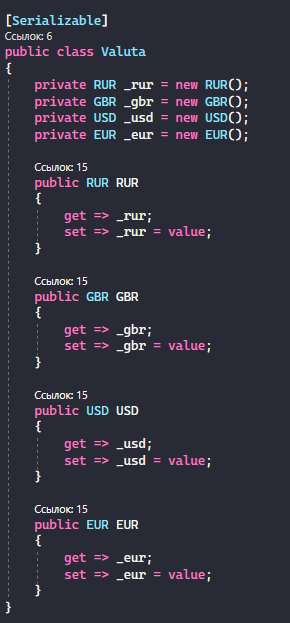 [Serializable]
Ссылок: 6
public class Valuta
{
private RUR _rur = new RUR();
private GBR _gbr = new GBR();
private USD _usd = new USD();
private EUR _eur = new EUR();
Ссылок: 15
public RUR RUR
{
get => _rur;
set => _rur = value;
}
Ссылок: 15
public GBR GBR
{
get => _gbr;
set => _gbr = value;
}
Ссылок: 15
public USD USD
{
get => _usd;
set => _usd = value;
}
Ссылок: 15
public EUR EUR
{
get => _eur;
set => _eur = value;
}
}